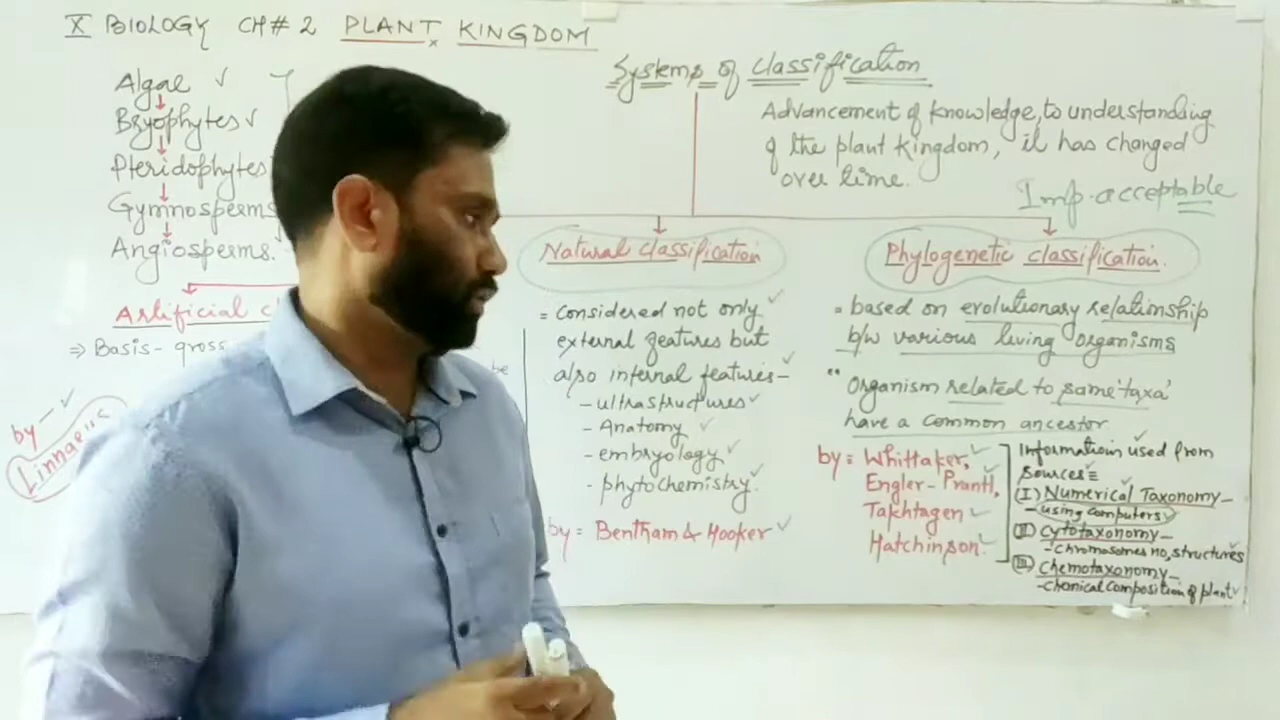 X BIOLOGY CH# 2 PLANT KINGDOM
Algae
Bryophytes
Pteridophytes
Gymnosperms
Angiosperms.
Systems of classification
Advancement of knowledge, to understanding
of the plant kingdom, it has changed
over time.
Imp. acceptable
Artificial c
⇒ Basis - gross
be
by -
Linnaeus
Natural classification
= Considered not only
external features but
also internal features-
- ultrastructures
- Anatomy
- embryology
- phytochemistry.
by = Bentham & Hooker
Phylogenetic classification.
= based on evolutionary relationship
b/w various living organisms
"Organism related to same 'taxa'
have a common ancestor
by = Whittaker,
Engler-Prantl,
Takhtagen
Hatchinson.
Information used from
sources =
(I) Numerical Taxonomy-
- using computers
(II) Cytotaxonomy-
- chromosomes no, structures
(III) Chemotaxonomy-
- chemical composition of plant